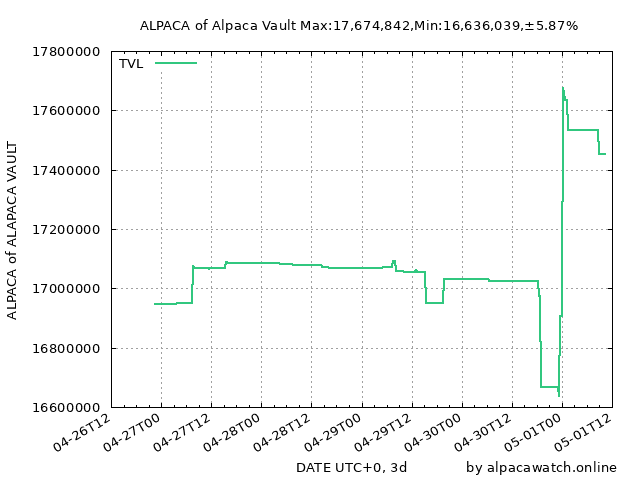 ALPACA of Alpaca Vault Max:17,674,842,Min:16,636,039,±5.87%
TVL
ALPACA of ALAPACA VAULT
17800000
17600000
17400000
17200000
17000000
16800000
16600000
04-26T12
04-27T00
04-27T12
04-28T00
04-28T12
04-29T00
04-29T12
04-30T00
04-30T12
05-01T00
05-01T12
DATE UTC+0, 3d
by alpacawatch.online